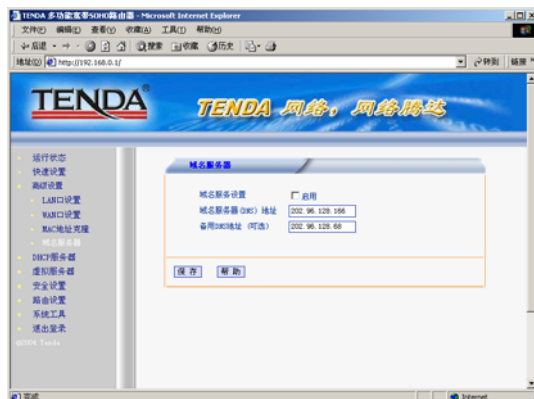 TENDA 多功能宽带SOHO路由器 - Microsoft Internet Explorer
文件(F) 编辑(E) 查看(V) 收藏(A) 工具(T) 帮助(H)
后退 搜索 收藏 历史
地址(D) http://192.168.0.1/ 转到 链接 »
TENDA®
TENDA 网络，网络腾达
运行状态
快速设置
高级设置
LAN口设置
WAN口设置
MAC地址克隆
域名服务器
DHCP服务器
虚拟服务器
安全设置
路由设置
系统工具
退出登录
©2004 Tenda
域名服务器
域名服务设置 启用
域名服务器(DNS) 地址 202.96.128.166
备用DNS地址 (可选) 202.96.128.68
保存 帮助
完成 Internet